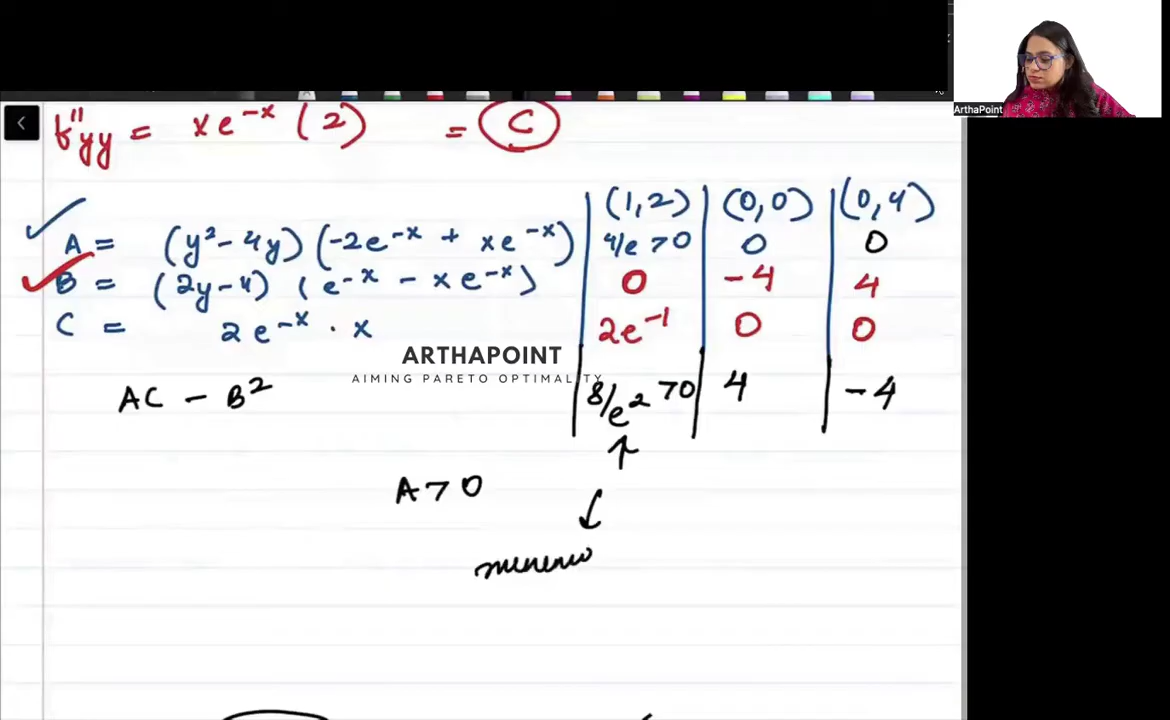 ArthaPoint
f''yy = xe^-x (2) = C
(1,2) (0,0) (0,4)
A = (y² - 4y) (-2e^-x + xe^-x) 4/e >0 0 0
B = (2y-4) (e^-x - xe^-x) 0 -4 4
C = 2e^-x · x 2e^-1 0 0
ARTHAPOINT
AIMING PARETO OPTIMALITY
AC - B² 8/e² >0 4 -4
A > 0